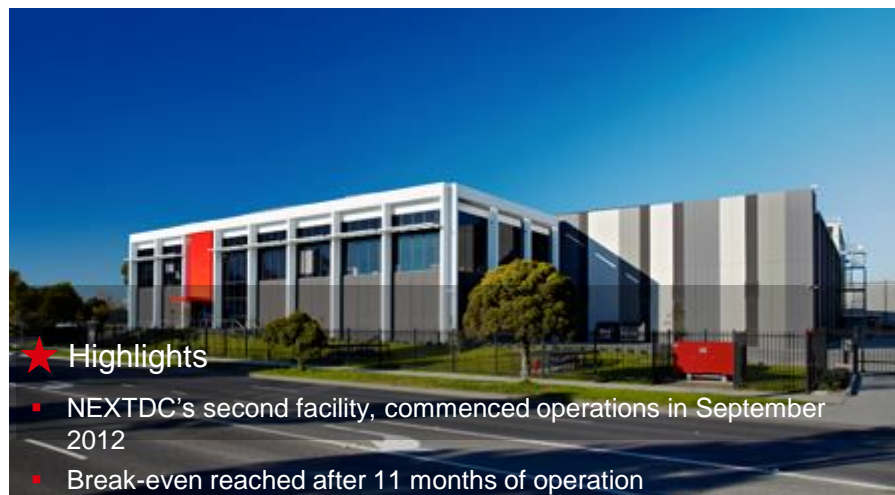 Highlights
NEXTDC’s second facility, commenced operations in September
2012
Break-even reached after 11 months of operation